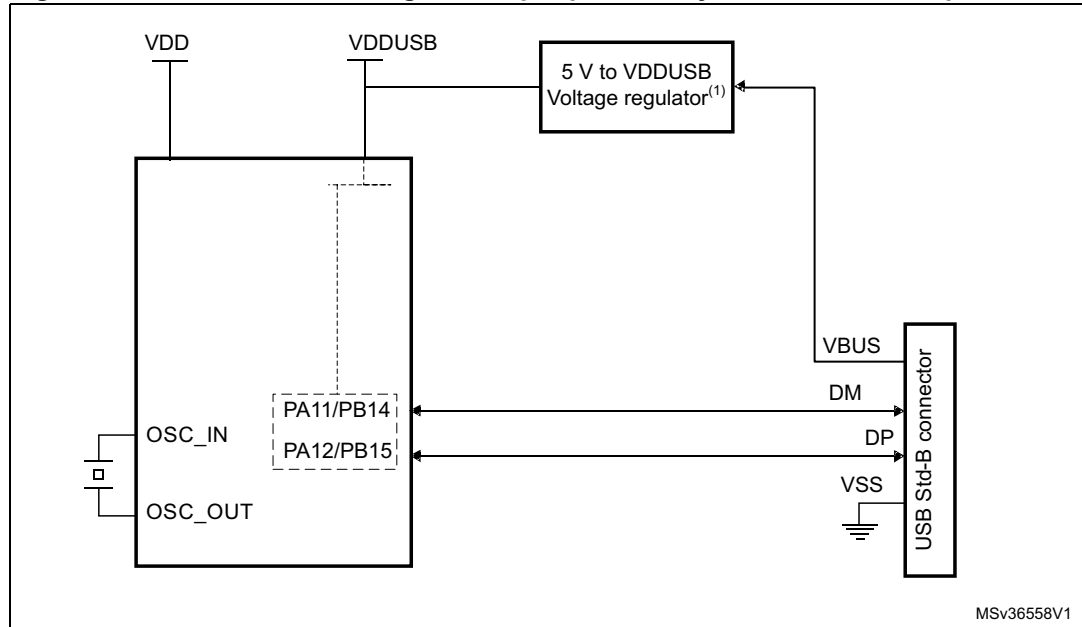 VDD
VDDUSB
5 V to VDDUSB
Voltage regulator(1)
VBUS
DM
PA11/PB14
DP
OSC_IN
PA12/PB15
VSS
OSC_OUT
USB Std-B connector
MSv36558V1